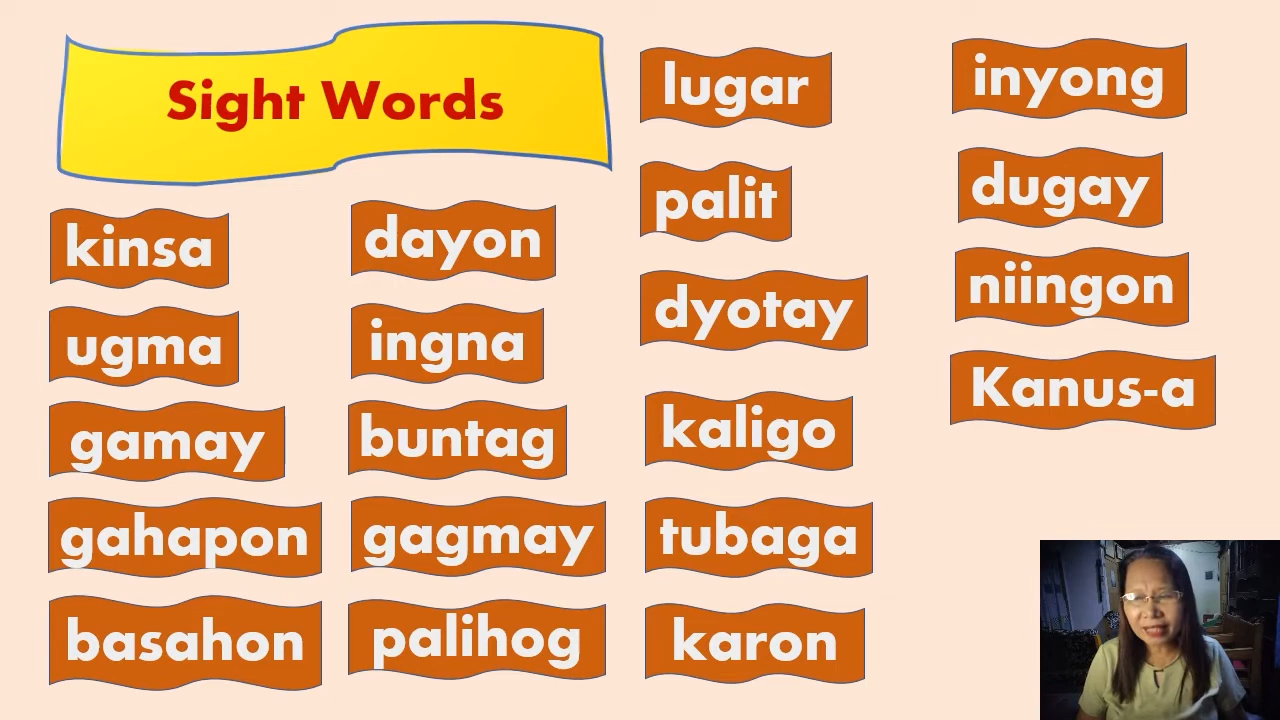 Sight Words
kinsa
ugma
gamay
gahapon
basahon
dayon
ingna
buntag
gagmay
palihog
lugar
palit
dyotay
kaligo
tubaga
karon
inyong
dugay
niingon
Kanus-a